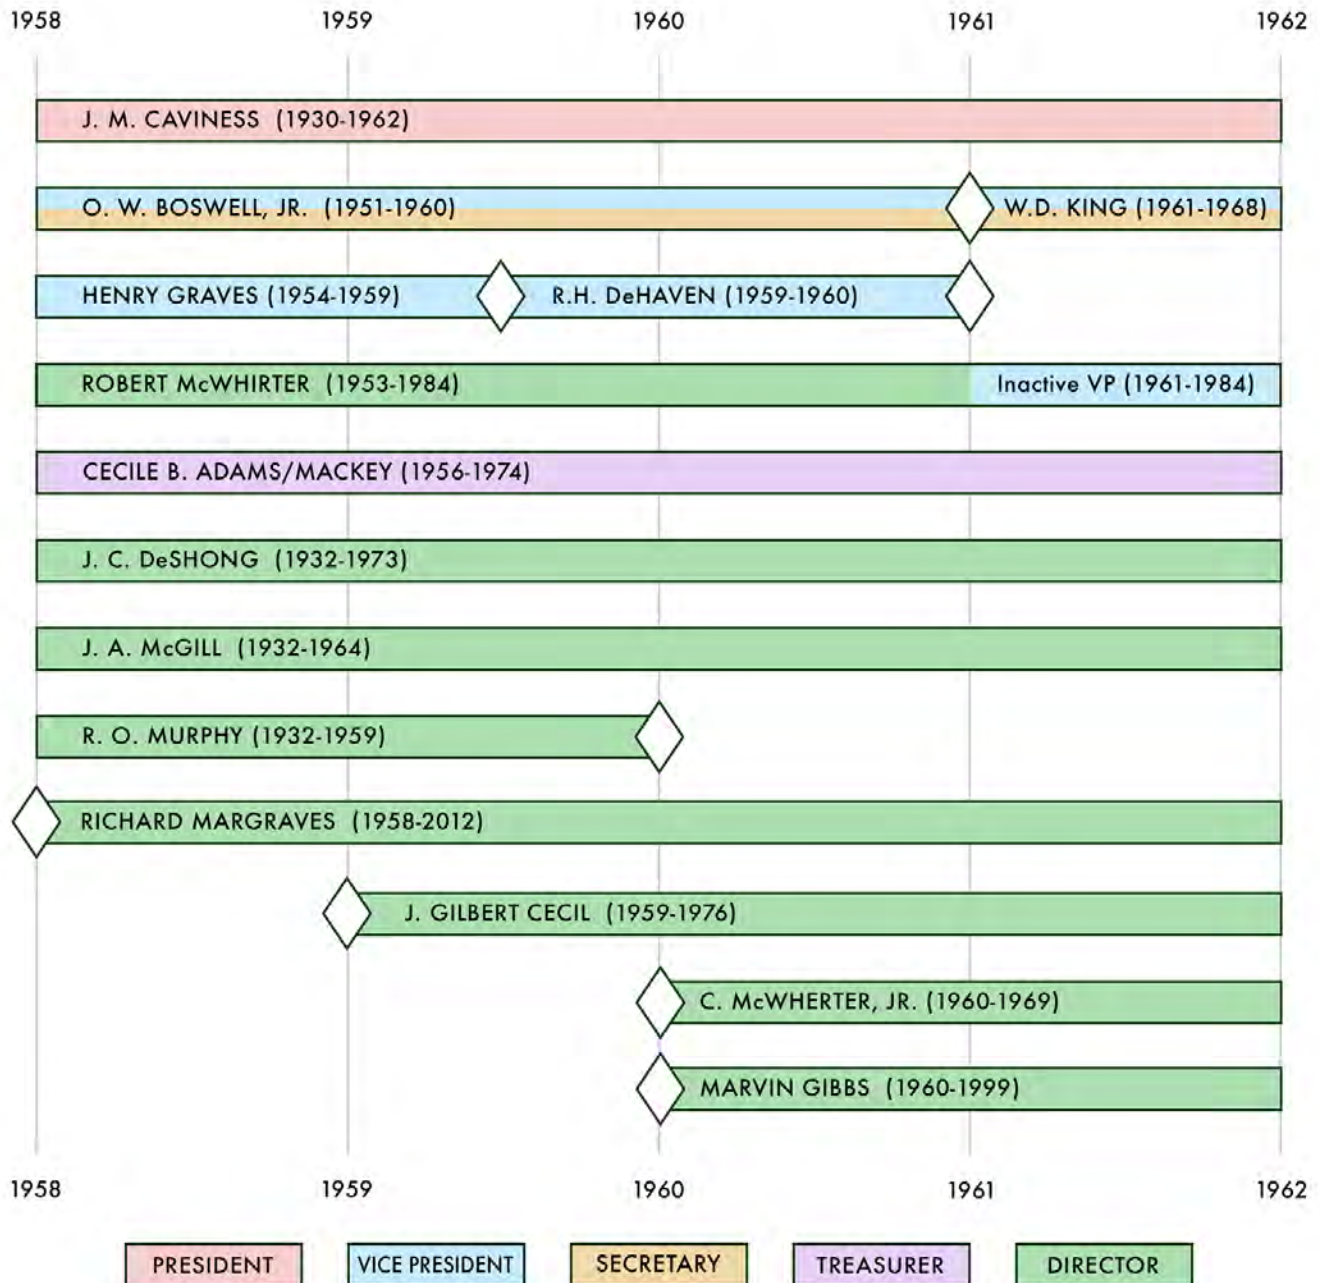 1958 1959 1960 1961 1962
J. M. CAVINESS (1930-1962)
O. W. BOSWELL, JR. (1951-1960) W.D. KING (1961-1968)
HENRY GRAVES (1954-1959) R.H. DeHAVEN (1959-1960)
ROBERT McWHIRTER (1953-1984) Inactive VP (1961-1984)
CECILE B. ADAMS/MACKEY (1956-1974)
J. C. DeSHONG (1932-1973)
J. A. McGILL (1932-1964)
R. O. MURPHY (1932-1959)
RICHARD MARGRAVES (1958-2012)
J. GILBERT CECIL (1959-1976)
C. McWHERTER, JR. (1960-1969)
MARVIN GIBBS (1960-1999)
1958 1959 1960 1961 1962
PRESIDENT VICE PRESIDENT SECRETARY TREASURER DIRECTOR